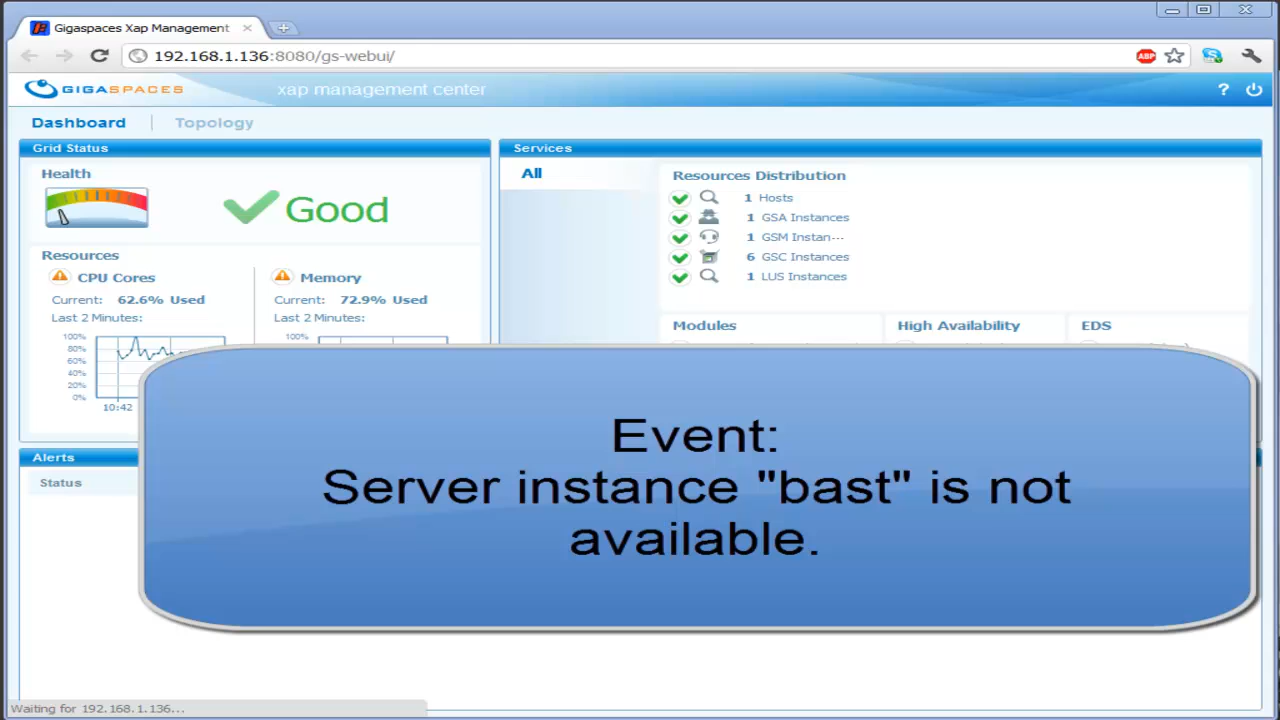 Gigaspaces Xap Management
192.168.1.136:8080/gs-webui/
ABP
GIGASPACES
xap management center
?
Dashboard | Topology
Grid Status
Health
Good
Resources
CPU Cores
Current: 62.6% Used
Last 2 Minutes:
100%
80%
60%
40%
20%
0%
10:42
Memory
Current: 72.9% Used
Last 2 Minutes:
100%
Services
All
Resources Distribution
1 Hosts
1 GSA Instances
1 GSM Instan...
6 GSC Instances
1 LUS Instances
Modules
High Availability
EDS
Event:
Server instance "bast" is not
available.
Alerts
Status
Waiting for 192.168.1.136...